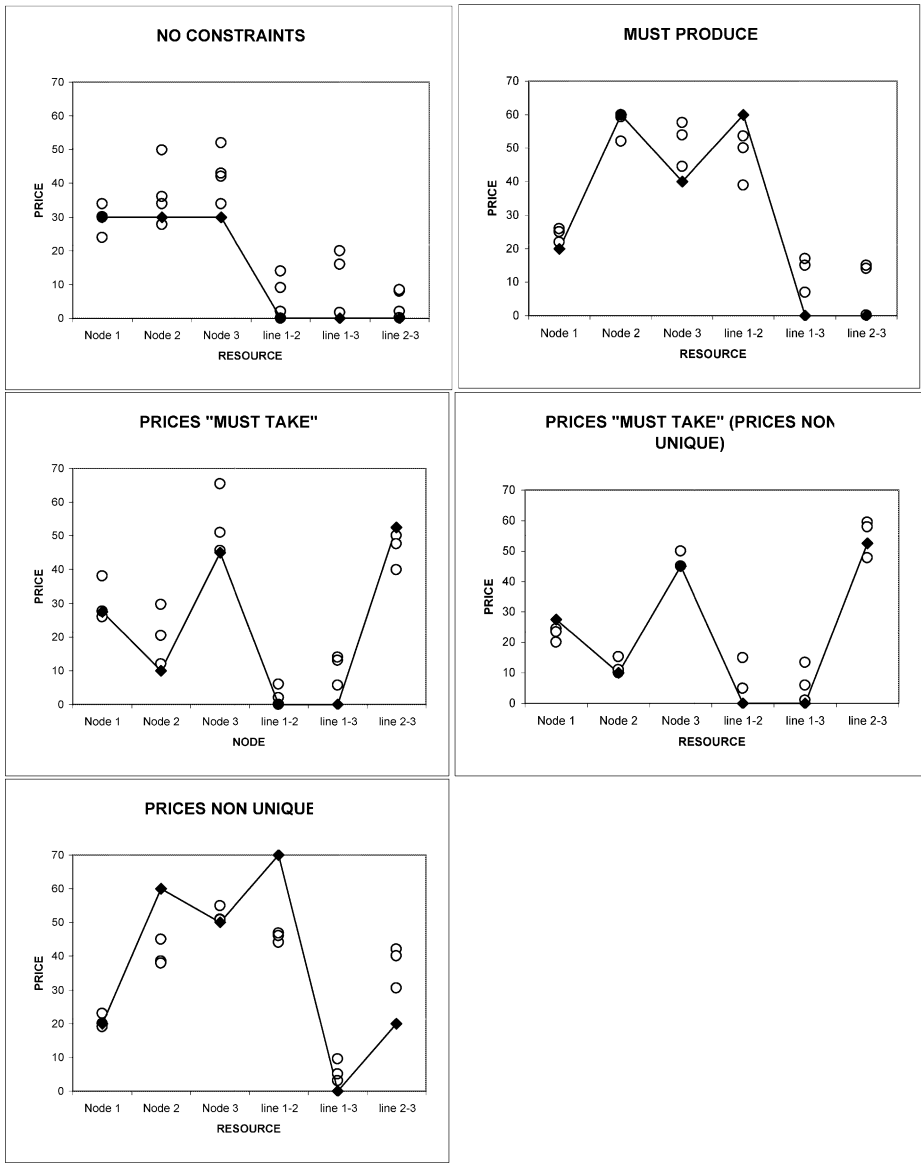 NO CONSTRAINTS
70
60
50
40
30
20
10
0
PRICE
Node 1 Node 2 Node 3 line 1-2 line 1-3 line 2-3
RESOURCE
MUST PRODUCE
70
60
50
40
30
20
10
0
PRICE
Node 1 Node 2 Node 3 line 1-2 line 1-3 line 2-3
RESOURCE
PRICES "MUST TAKE"
70
60
50
40
30
20
10
0
PRICE
Node 1 Node 2 Node 3 line 1-2 line 1-3 line 2-3
NODE
PRICES "MUST TAKE" (PRICES NON
UNIQUE)
70
60
50
40
30
20
10
0
PRICE
Node 1 Node 2 Node 3 line 1-2 line 1-3 line 2-3
RESOURCE
PRICES NON UNIQUE
70
60
50
40
30
20
10
0
PRICE
Node 1 Node 2 Node 3 line 1-2 line 1-3 line 2-3
RESOURCE